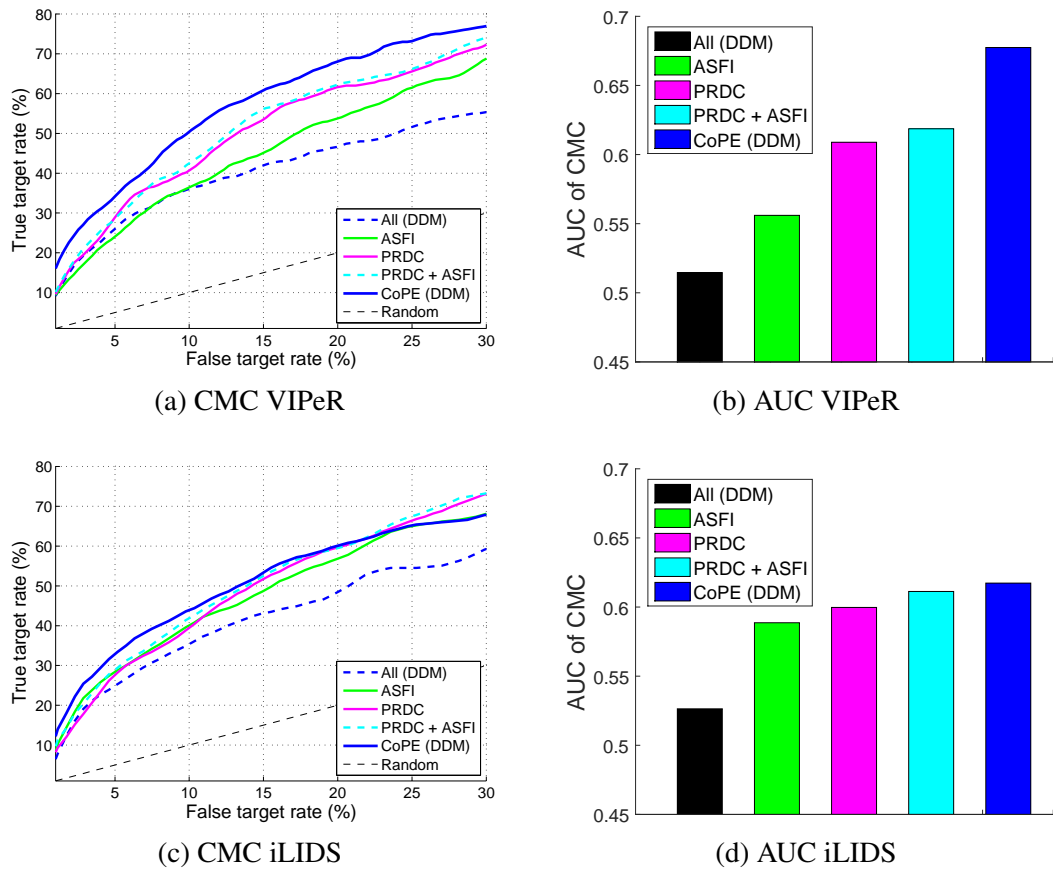 80
70
60
50
40
30
20
10
5
10
15
20
25
30
True target rate (%)
False target rate (%)
All (DDM)
ASFI
PRDC
PRDC + ASFI
CoPE (DDM)
Random
(a) CMC VIPeR
0.7
0.65
0.6
0.55
0.5
0.45
AUC of CMC
All (DDM)
ASFI
PRDC
PRDC + ASFI
CoPE (DDM)
(b) AUC VIPeR
80
70
60
50
40
30
20
10
5
10
15
20
25
30
True target rate (%)
False target rate (%)
All (DDM)
ASFI
PRDC
PRDC + ASFI
CoPE (DDM)
Random
(c) CMC iLIDS
0.7
0.65
0.6
0.55
0.5
0.45
AUC of CMC
All (DDM)
ASFI
PRDC
PRDC + ASFI
CoPE (DDM)
(d) AUC iLIDS